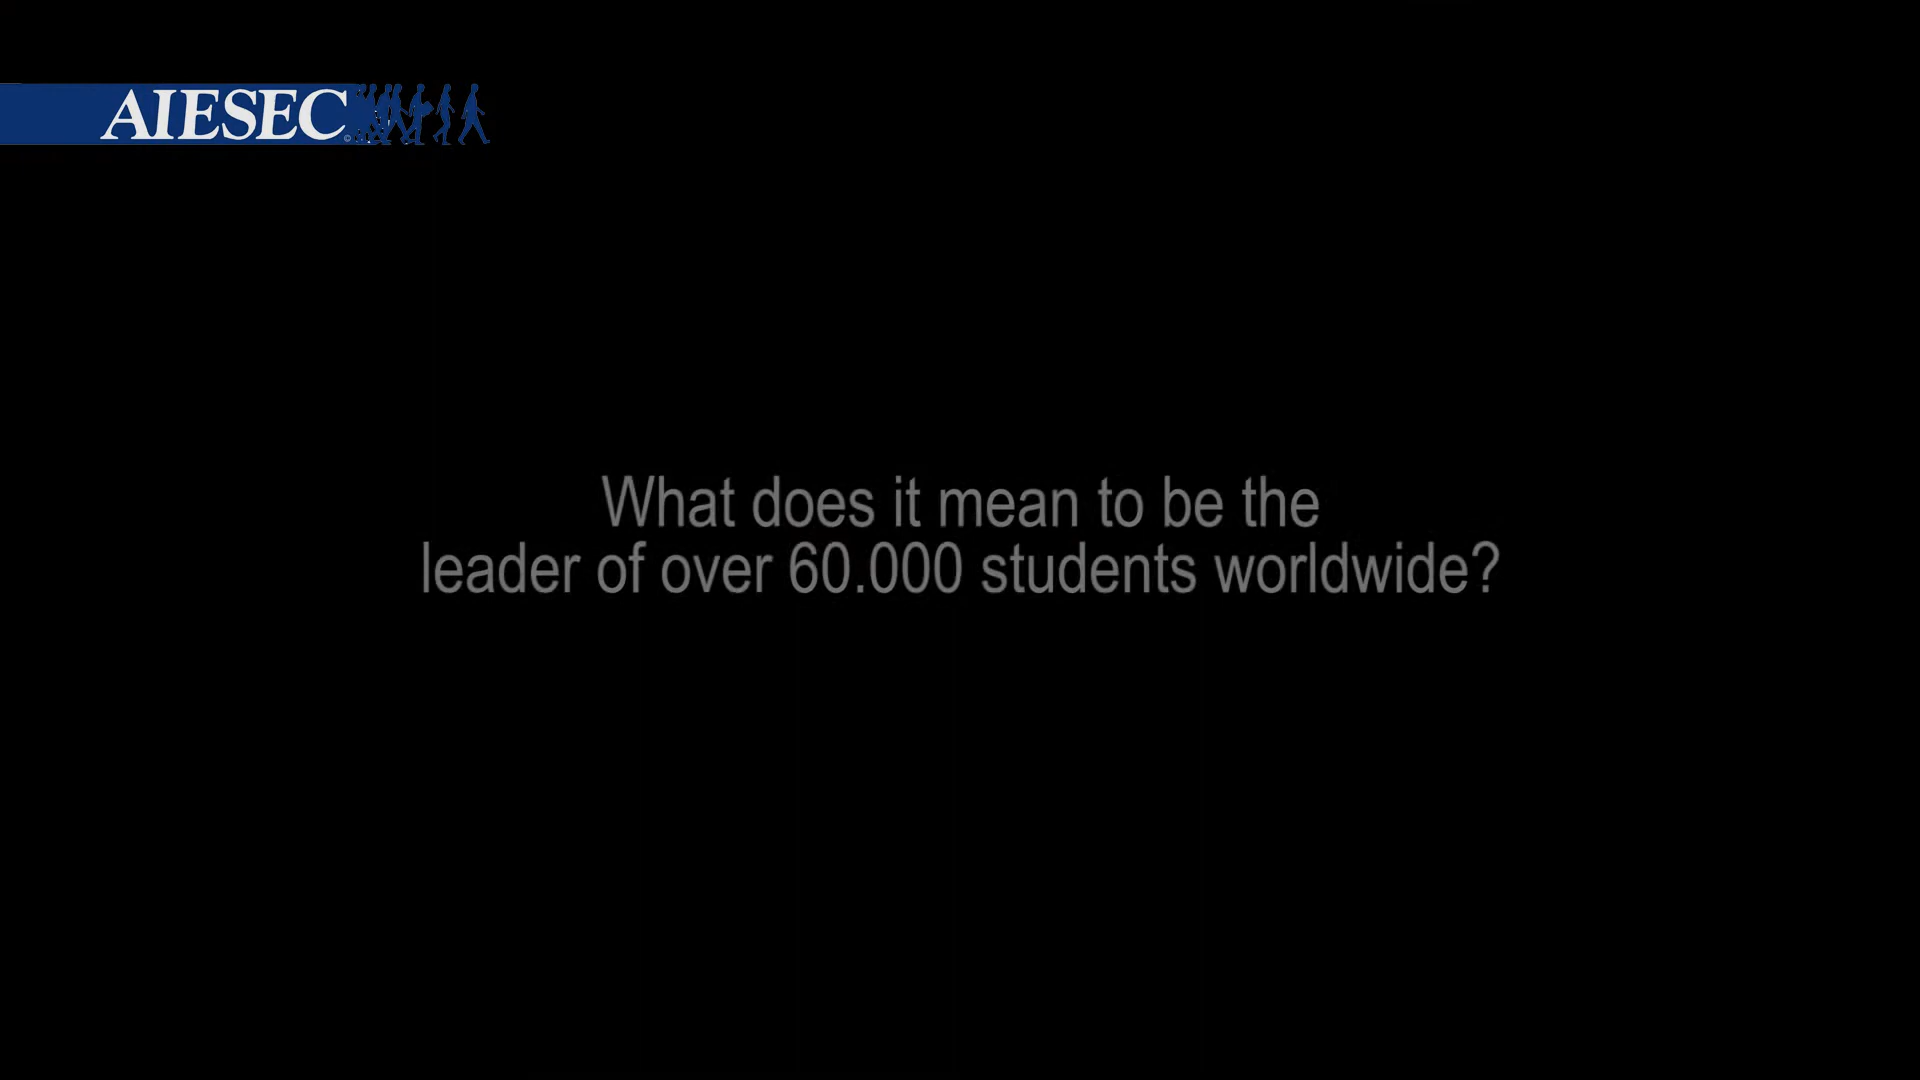 AIESEC
What does it mean to be the
leader of over 60.000 students worldwide?